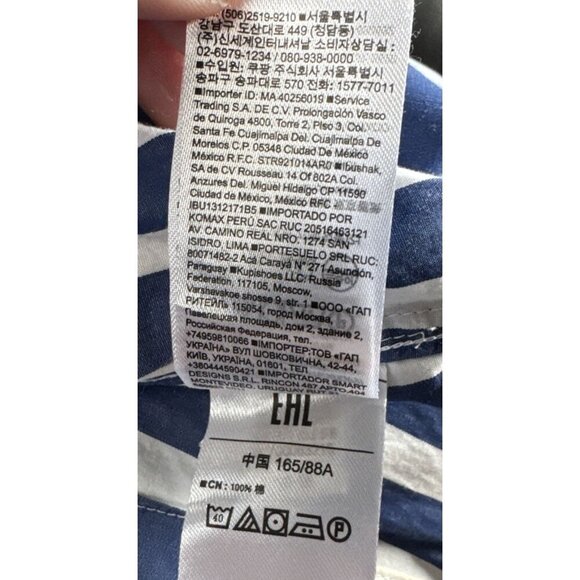 (506)2519-9210 ■서울특별시
강남구 도산대로 449 (청담동)
(주)신세계인터내셔날 소비자상담실:
02-6979-1234 / 080-938-0000
■수입원: 쿠팡 주식회사 서울특별시
송파구 송파대로 570 전화: 1577-7011
■Importer ID: MA 40256019 ■Service
Trading S.A. DE C.V. Prolongación Vasco
de Quiroga 4800, Torre 2, Piso 3, Col.
Santa Fe Cuajimalpa Del. Cuajimalpa De
Morelos C.P. 05348 Ciudad De México
México R.F.C. STR921014AR0 ■Ibushak,
SA de CV Rousseau 14 Of 802A Col.
Anzures Del. Miguel Hidalgo CP 11590
Ciudad de México, México RFC
IBU1312171B5 ■IMPORTADO POR
KOMAX PERÚ SAC RUC 20516463121
AV. CAMINO REAL NRO. 1274 SAN
ISIDRO, LIMA ■PORTESUELO SRL RUC:
80071482-2 Acá Carayá N° 271 Asunción,
Paraguay ■Kupishoes LLC/ Russia
Federation, 117105, Moscow,
Varshavskoe shosse 9, str. 1 ■ООО «ГАП
РИТЕЙЛ» 115054, город Москва,
Павелецкая площадь, дом 2, здание 2,
Российская Федерация, тел.
+74959810066 ■ІМПОРТЕР:ТОВ «ГАП
УКРАЇНА» ВУЛ ШОВКОВИЧНА, 42-44,
КИЇВ, УКРАЇНА, 01601, ТЕЛ
+380444590421 ■IMPORTADOR SMART
DESIGNS S.R.L. RINCON 487 APTO.404
MONTEVIDEO, URUGUAY RUT
EAC
中国 165/88A
■CN: 100% 棉
40 P